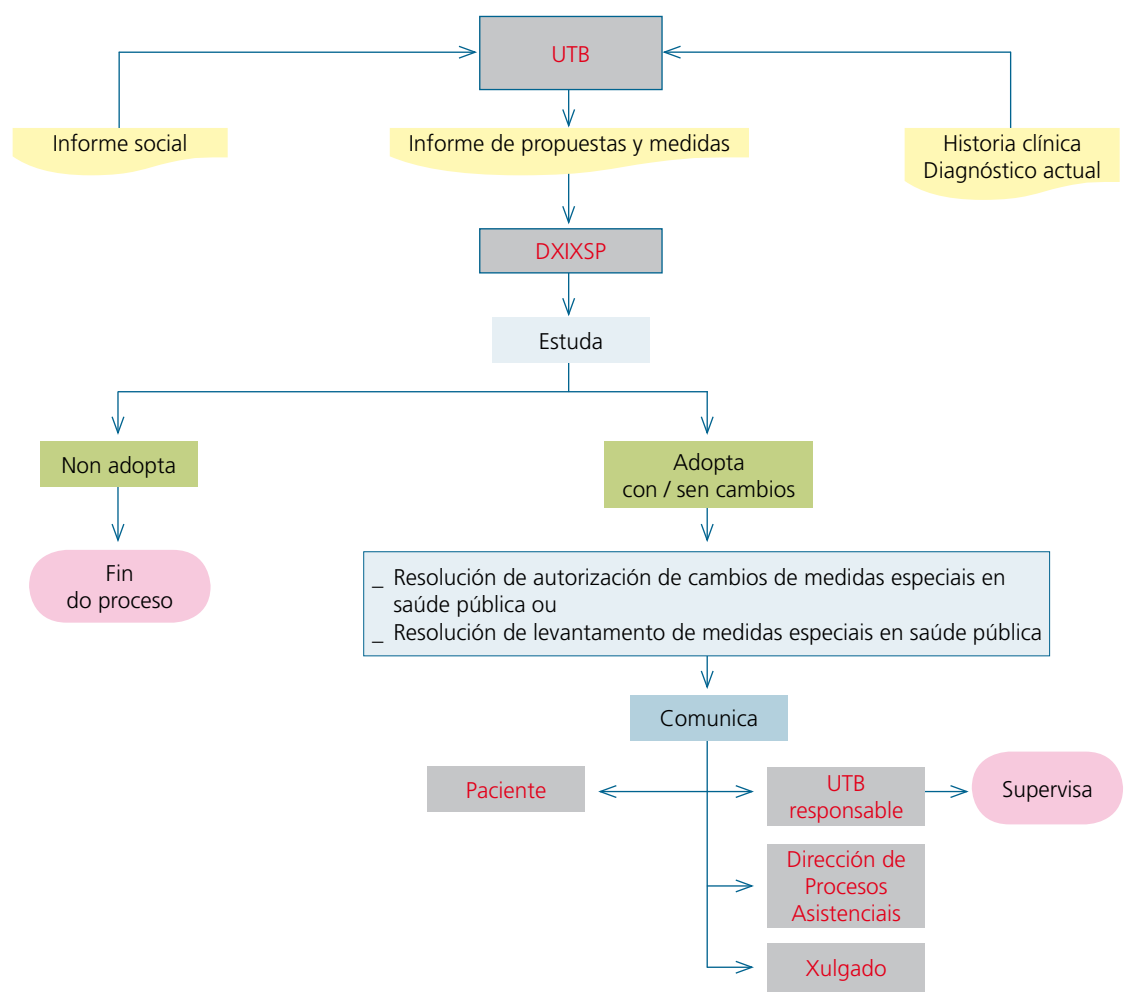 UTB
Informe social
Informe de propuestas y medidas
Historia clínica
Diagnóstico actual
DXIXSP
Estuda
Non adopta
Adopta
con / sen cambios
Fin
do proceso
_ Resolución de autorización de cambios de medidas especiais en
saúde pública ou
_ Resolución de levantamento de medidas especiais en saúde pública
Comunica
Paciente
UTB
responsable
Supervisa
Dirección de
Procesos
Asistenciais
Xulgado